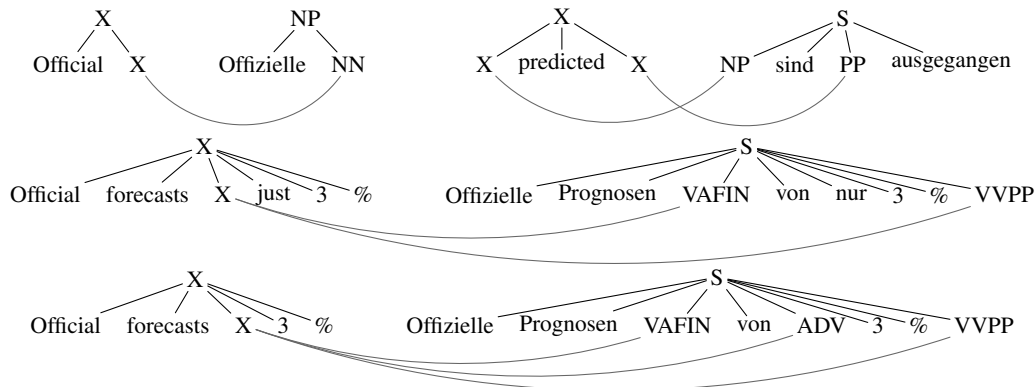 X NP X S
Official X Offizielle NN X predicted X NP sind PP ausgegangen
X S
Official forecasts X just 3 % Offizielle Prognosen VAFIN von nur 3 % VVPP
X S
Official forecasts X 3 % Offizielle Prognosen VAFIN von ADV 3 % VVPP